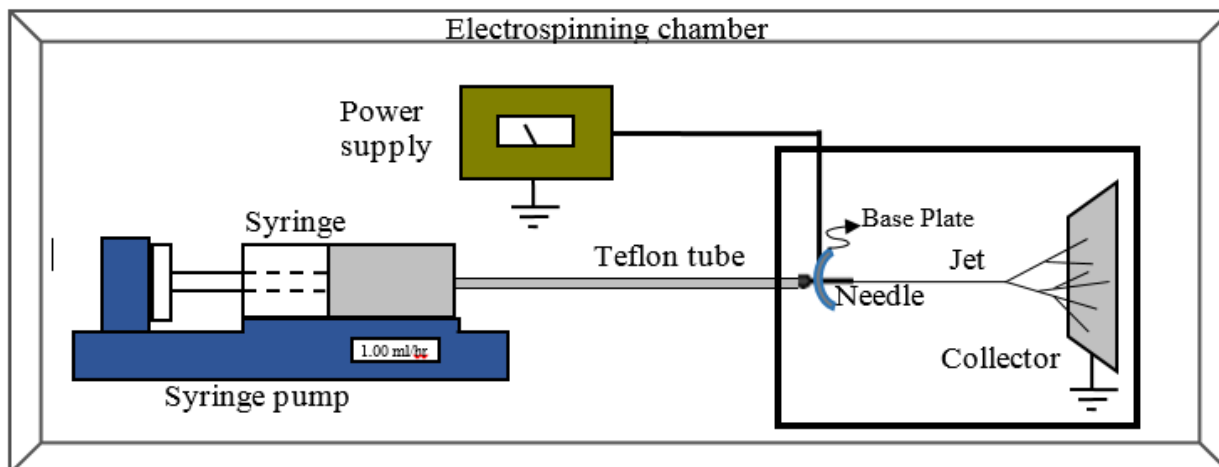 Electrospinning chamber
Power
supply
Syringe
Base Plate
Teflon tube
Jet
Needle
1.00 ml/hr
Collector
Syringe pump